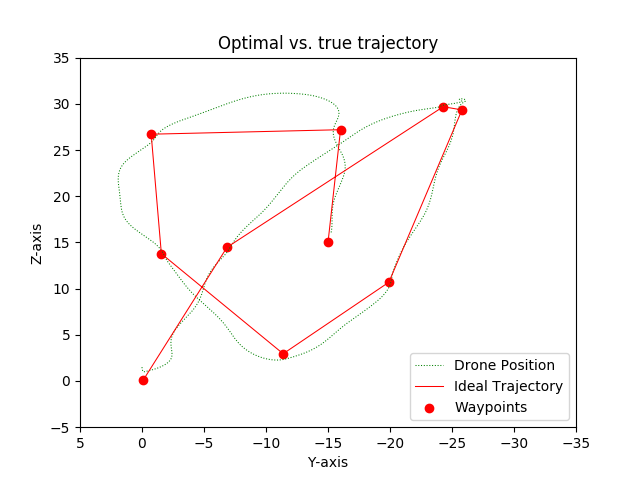 Optimal vs. true trajectory
35
30
25
20
15
10
5
0
−5
Z-axis
5 0 −5 −10 −15 −20 −25 −30 −35
Y-axis
Drone Position
Ideal Trajectory
Waypoints